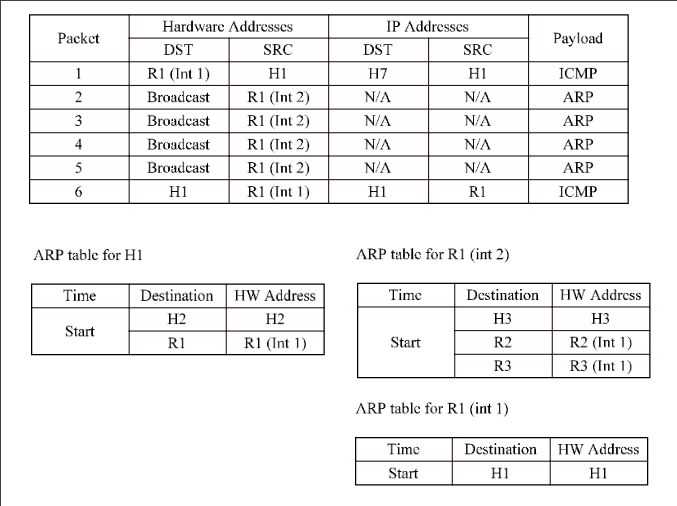 Packet Hardware Addresses IP Addresses Payload
DST SRC DST SRC
1 R1 (Int 1) H1 H7 H1 ICMP
2 Broadcast R1 (Int 2) N/A N/A ARP
3 Broadcast R1 (Int 2) N/A N/A ARP
4 Broadcast R1 (Int 2) N/A N/A ARP
5 Broadcast R1 (Int 2) N/A N/A ARP
6 H1 R1 (Int 1) H1 R1 ICMP
ARP table for H1
Time Destination HW Address
Start H2 H2
R1 R1 (Int 1)
ARP table for R1 (int 2)
Time Destination HW Address
H3 H3
Start R2 R2 (Int 1)
R3 R3 (Int 1)
ARP table for R1 (int 1)
Time Destination HW Address
Start H1 H1